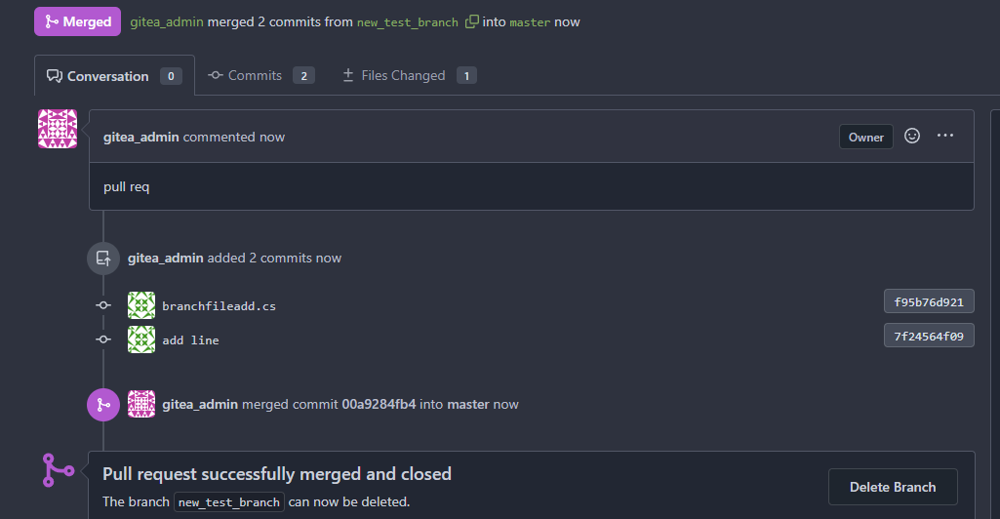 Merged gitea_admin merged 2 commits from new_test_branch into master now
Conversation 0 Commits 2 Files Changed 1
gitea_admin commented now Owner
pull req
gitea_admin added 2 commits now
branchfileadd.cs f95b76d921
add line 7f24564f09
gitea_admin merged commit 00a9284fb4 into master now
Pull request successfully merged and closed
The branch new_test_branch can now be deleted.
Delete Branch